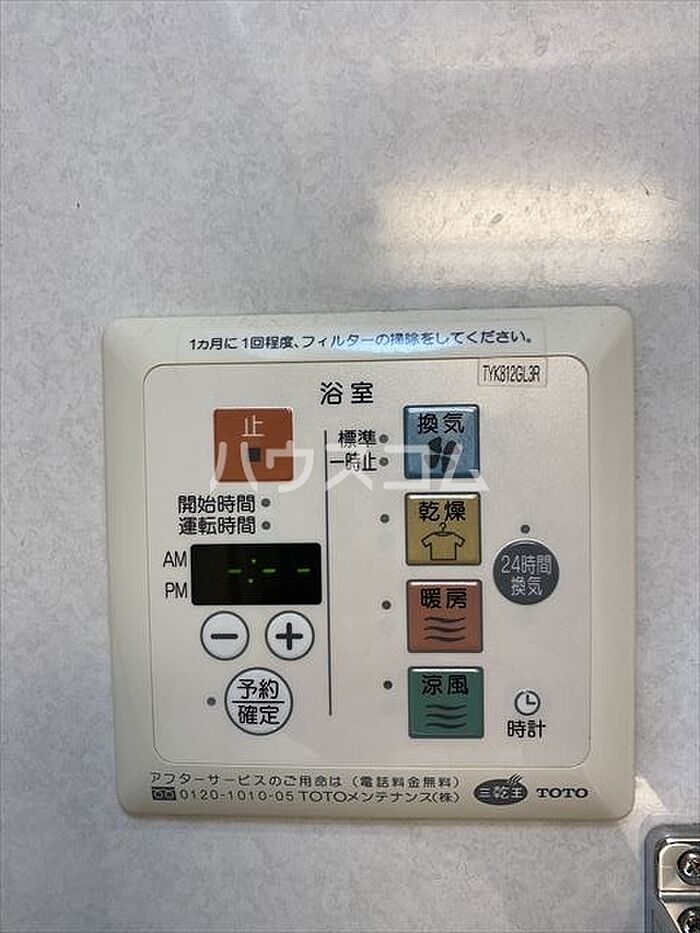 1カ月に1回程度、フィルターの掃除をしてください。
TYK812GL3R
浴室
止
換気
標準
一時止
ハウスコム
開始時間
運転時間
乾燥
AM
PM
-:--
24時間
換気
暖房
予約
確定
涼風
時計
アフターサービスのご用命は(電話料金無料)
0120-1010-05 TOTOメンテナンス(株)
三乾王
TOTO